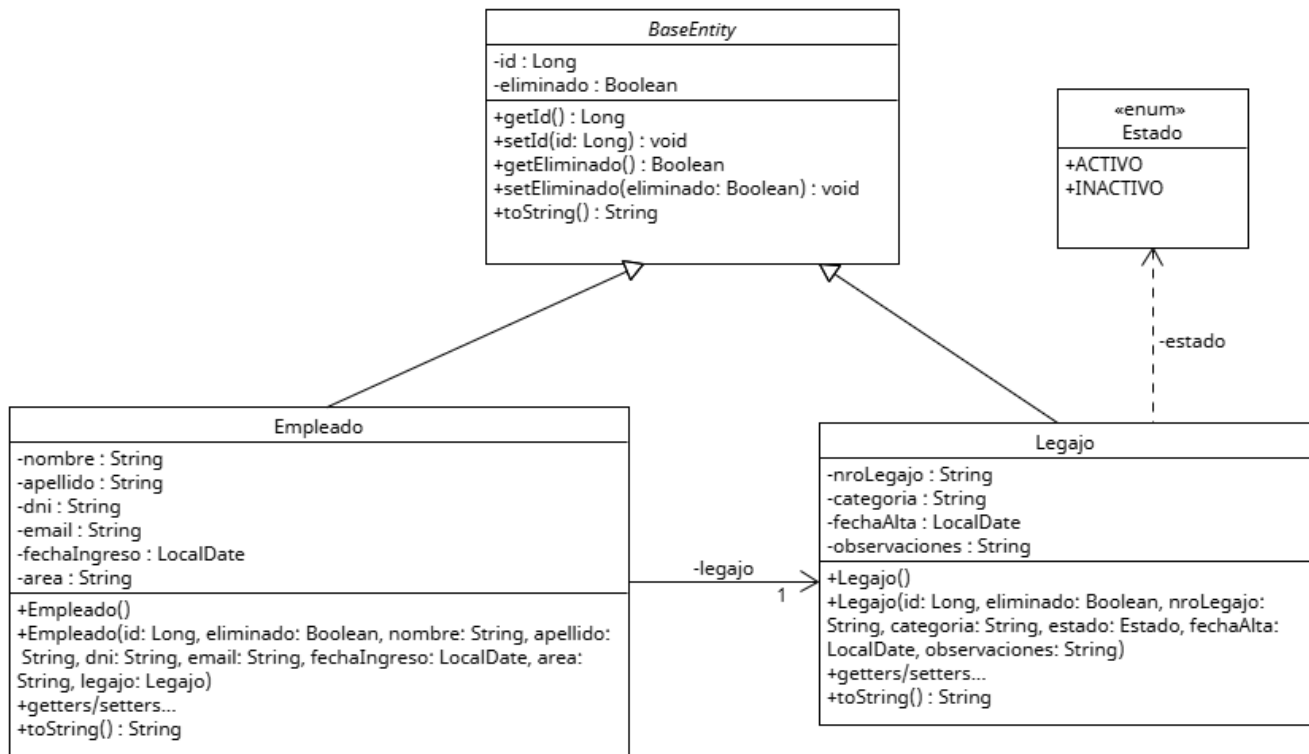 BaseEntity
-id : Long
-eliminado : Boolean
+getId() : Long
+setId(id: Long) : void
+getEliminado() : Boolean
+setEliminado(eliminado: Boolean) : void
+toString() : String
«enum»
Estado
+ACTIVO
+INACTIVO
-estado
Empleado
-nombre : String
-apellido : String
-dni : String
-email : String
-fechaIngreso : LocalDate
-area : String
+Empleado()
+Empleado(id: Long, eliminado: Boolean, nombre: String, apellido:
String, dni: String, email: String, fechaIngreso: LocalDate, area:
String, legajo: Legajo)
+getters/setters...
+toString() : String
-legajo
1
Legajo
-nroLegajo : String
-categoria : String
-fechaAlta : LocalDate
-observaciones : String
+Legajo()
+Legajo(id: Long, eliminado: Boolean, nroLegajo:
String, categoria: String, estado: Estado, fechaAlta:
LocalDate, observaciones: String)
+getters/setters...
+toString() : String